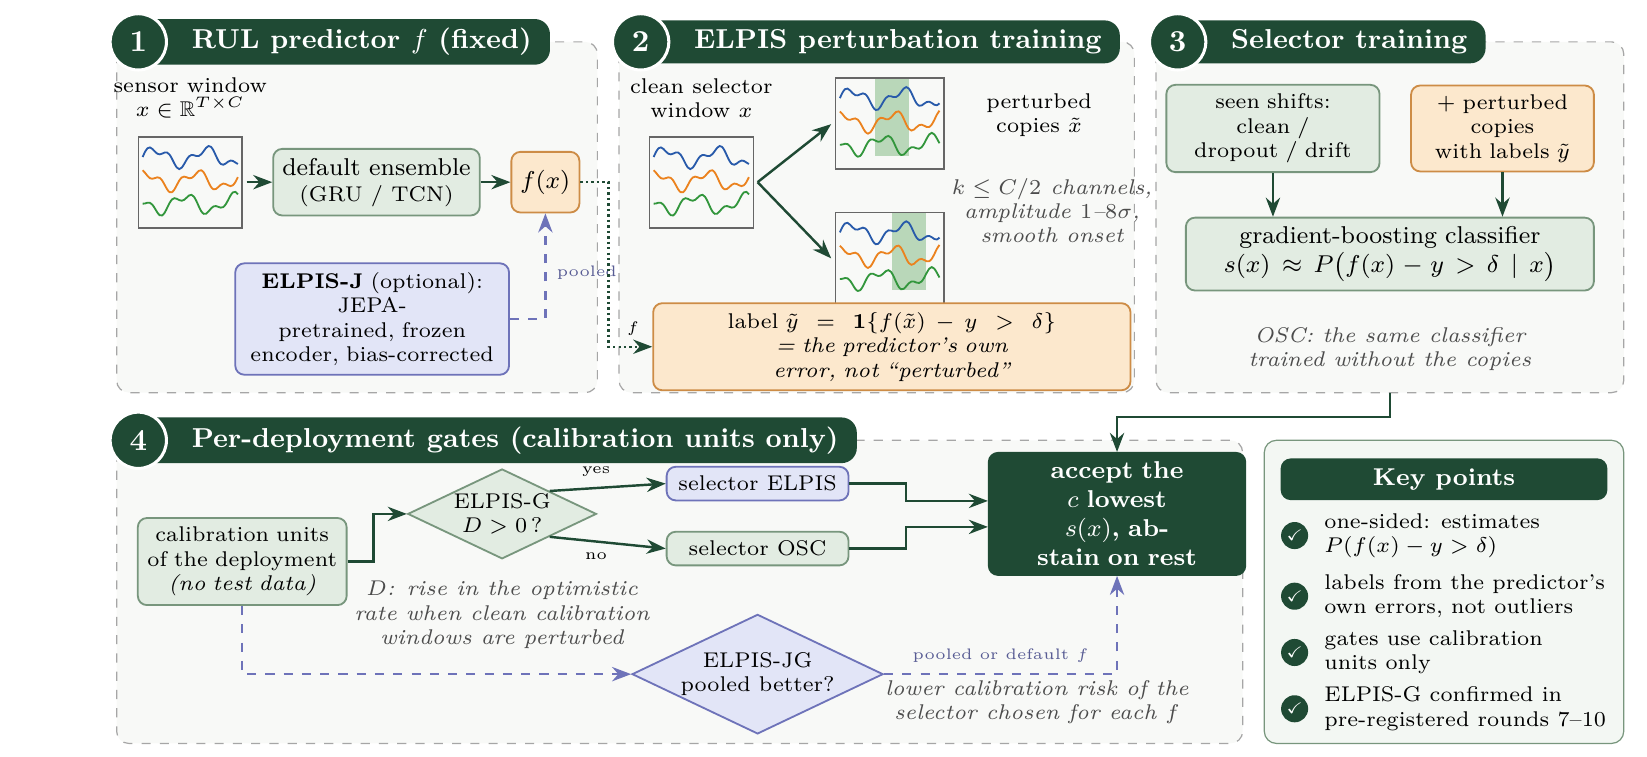 1 RUL predictor f (fixed)
sensor window
x ∈ ℝ^{T×C}
default ensemble
(GRU / TCN)
f(x)
ELPIS-J (optional):
JEPA-
pretrained, frozen
encoder, bias-corrected
pooled
f
2 ELPIS perturbation training
clean selector
window x
perturbed
copies x̃
k ≤ C/2 channels,
amplitude 1–8σ,
smooth onset
label ỹ = 1{f(x̃) − y > δ}
= the predictor's own
error, not “perturbed”
3 Selector training
seen shifts:
clean /
dropout / drift
+ perturbed
copies
with labels ỹ
gradient-boosting classifier
s(x) ≈ P(f(x) − y > δ | x)
OSC: the same classifier
trained without the copies
4 Per-deployment gates (calibration units only)
calibration units
of the deployment
(no test data)
ELPIS-G
D > 0 ?
yes
no
selector ELPIS
selector OSC
D: rise in the optimistic
rate when clean calibration
windows are perturbed
ELPIS-JG
pooled better?
pooled or default f
lower calibration risk of the
selector chosen for each f
accept the
c lowest
s(x), ab-
stain on rest
Key points
✓ one-sided: estimates
P(f(x) − y > δ)
✓ labels from the predictor's
own errors, not outliers
✓ gates use calibration
units only
✓ ELPIS-G confirmed in
pre-registered rounds 7–10